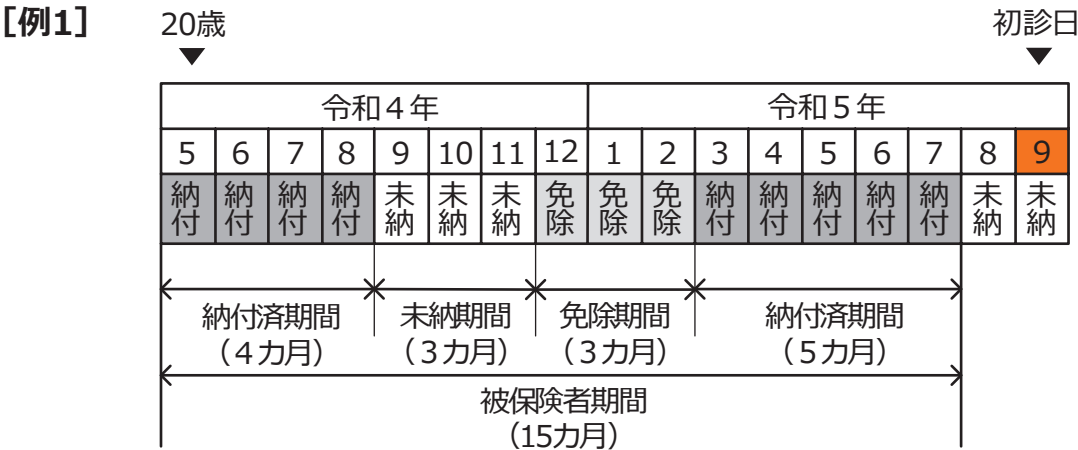 ［例1］ 20歳 初診日
▼ ▼
令和４年 令和５年
5 6 7 8 9 10 11 12 1 2 3 4 5 6 7 8 9
納付 納付 納付 納付 未納 未納 未納 免除 免除 免除 納付 納付 納付 納付 納付 未納 未納
納付済期間 未納期間 免除期間 納付済期間
（４カ月） （３カ月） （３カ月） （５カ月）
被保険者期間
（15カ月）